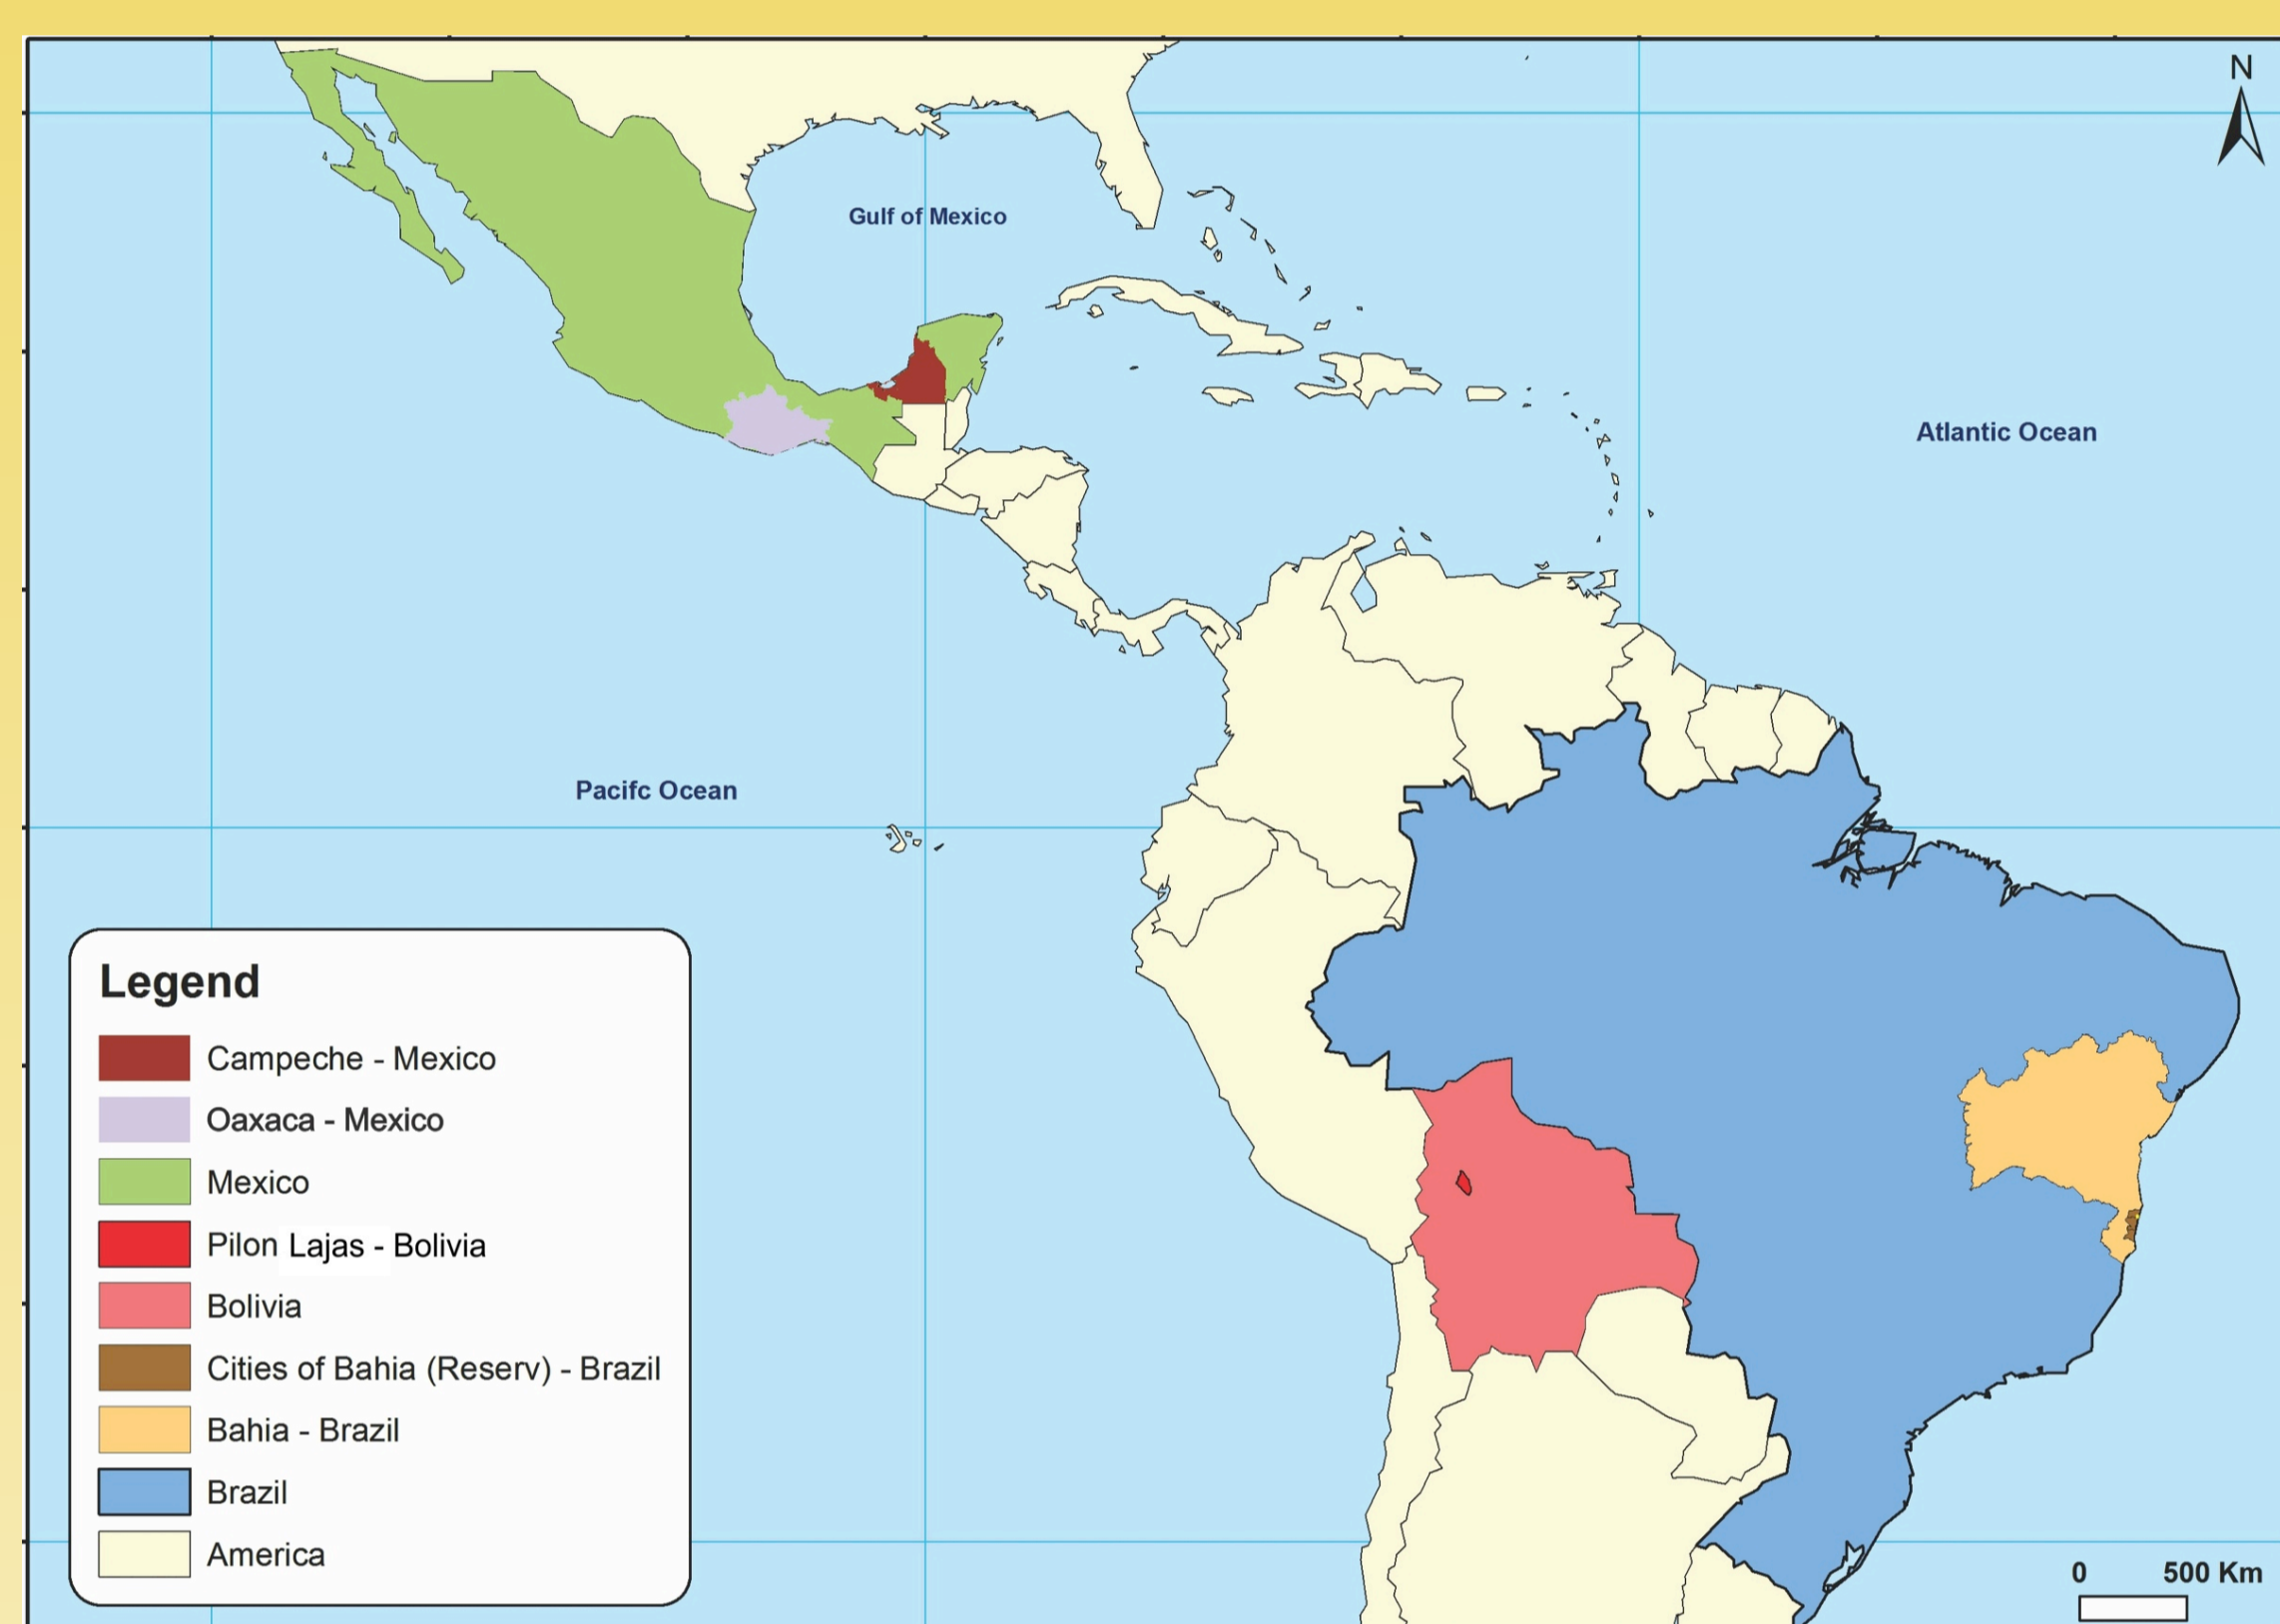 N
Gulf of Mexico
Atlantic Ocean
Pacifc Ocean
Legend
Campeche - Mexico
Oaxaca - Mexico
Mexico
Pilon Lajas - Bolivia
Bolivia
Cities of Bahia (Reserv) - Brazil
Bahia - Brazil
Brazil
America
0 500 Km